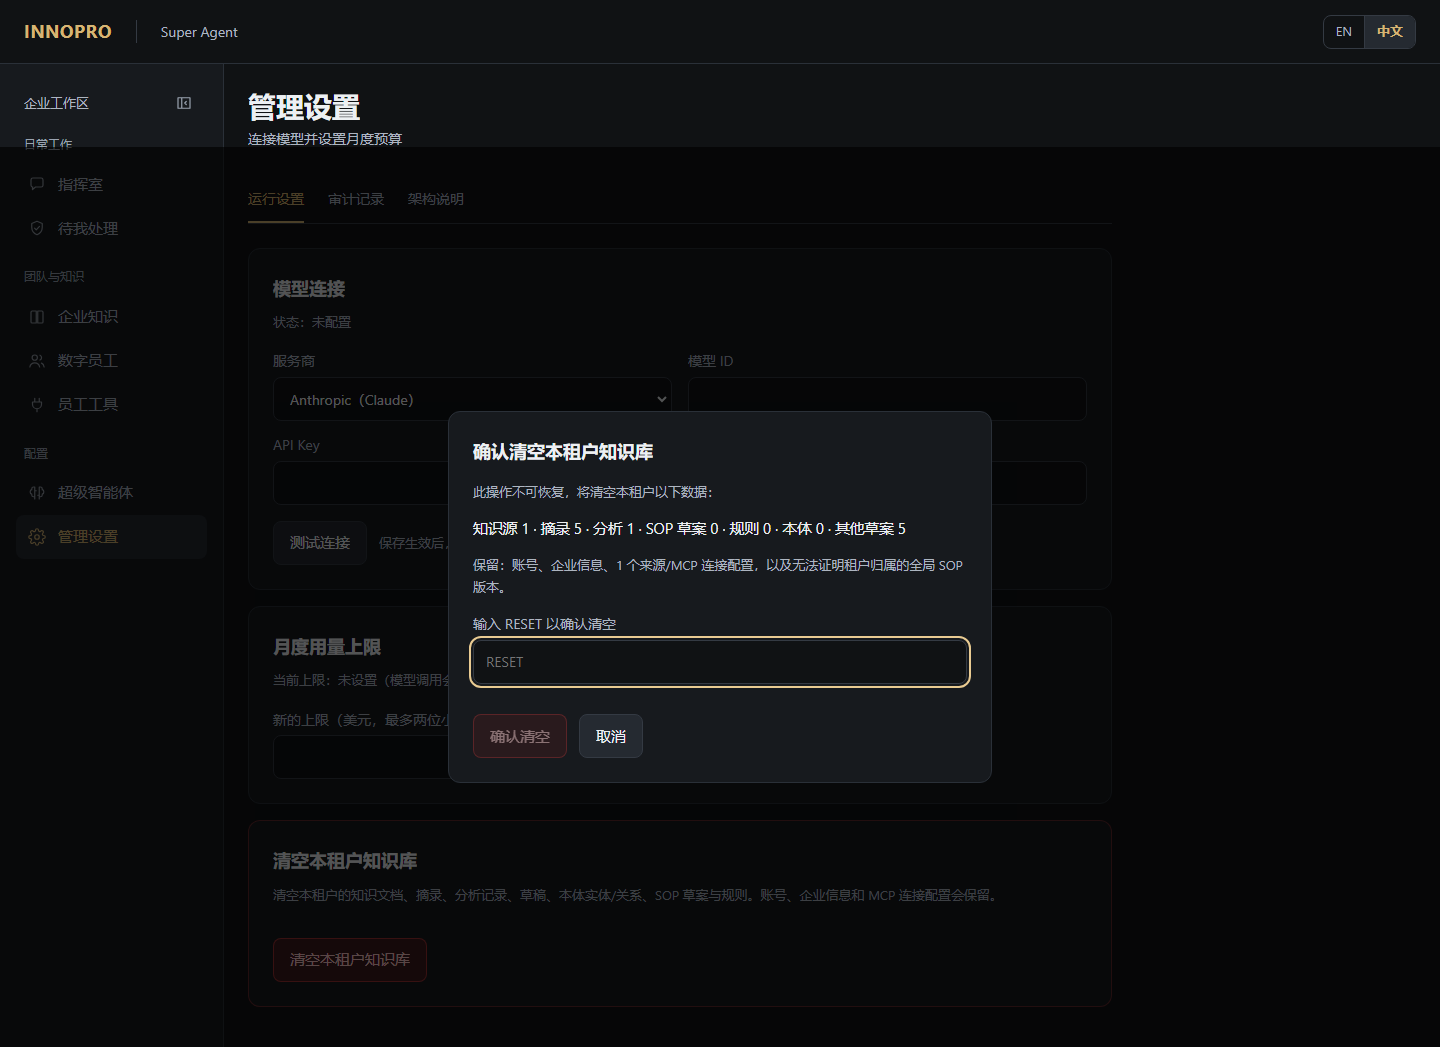 INNOPRO
Super Agent
EN
中文
企业工作区
日常工作
指挥室
待我处理
团队与知识
企业知识
数字员工
员工工具
配置
超级智能体
管理设置
管理设置
连接模型并设置月度预算
运行设置
审计记录
架构说明
模型连接
状态：未配置
服务商
模型 ID
Anthropic（Claude）
API Key
测试连接
保存生效后，
月度用量上限
当前上限：未设置（模型调用会
新的上限（美元，最多两位小
清空本租户知识库
清空本租户的知识文档、摘录、分析记录、草稿、本体实体/关系、SOP 草案与规则。账号、企业信息和 MCP 连接配置会保留。
清空本租户知识库
确认清空本租户知识库
此操作不可恢复，将清空本租户以下数据：
知识源 1 · 摘录 5 · 分析 1 · SOP 草案 0 · 规则 0 · 本体 0 · 其他草案 5
保留：账号、企业信息、1 个来源/MCP 连接配置，以及无法证明租户归属的全局 SOP
版本。
输入 RESET 以确认清空
RESET
确认清空
取消